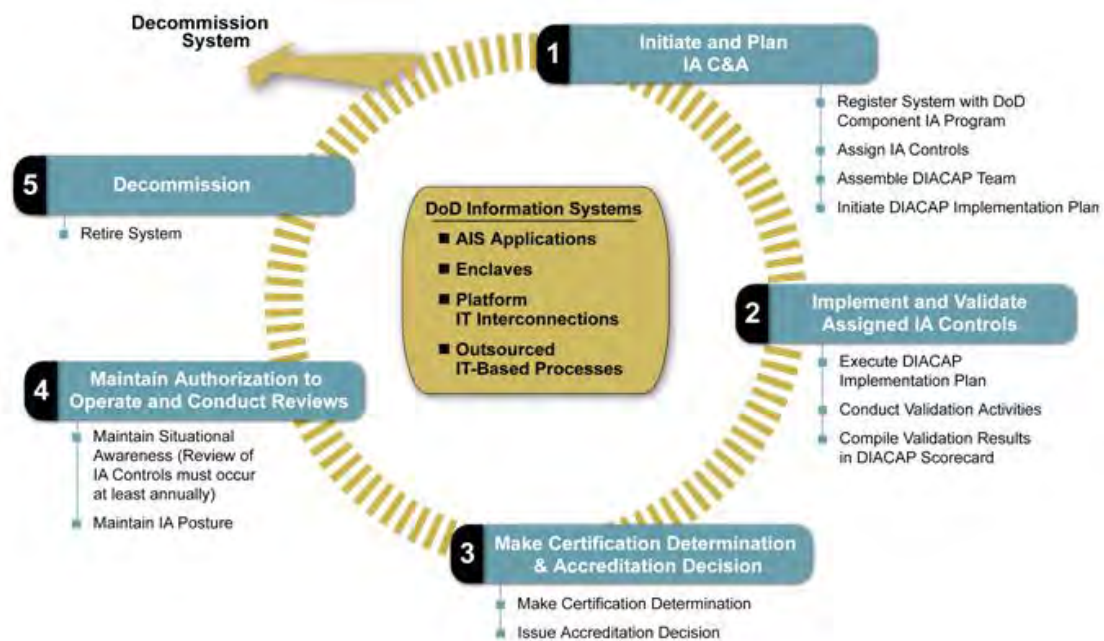 Decommission
System
1
Initiate and Plan
IA C&A
Register System with DoD
Component IA Program
Assign IA Controls
Assemble DIACAP Team
Initiate DIACAP Implementation Plan
2
Implement and Validate
Assigned IA Controls
Execute DIACAP
Implementation Plan
Conduct Validation Activities
Compile Validation Results
in DIACAP Scorecard
3
Make Certification Determination
& Accreditation Decision
Make Certification Determination
Issue Accreditation Decision
4
Maintain Authorization to
Operate and Conduct Reviews
Maintain Situational
Awareness (Review of
IA Controls must occur
at least annually)
Maintain IA Posture
5
Decommission
Retire System
DoD Information Systems
AIS Applications
Enclaves
Platform
IT Interconnections
Outsourced
IT-Based Processes